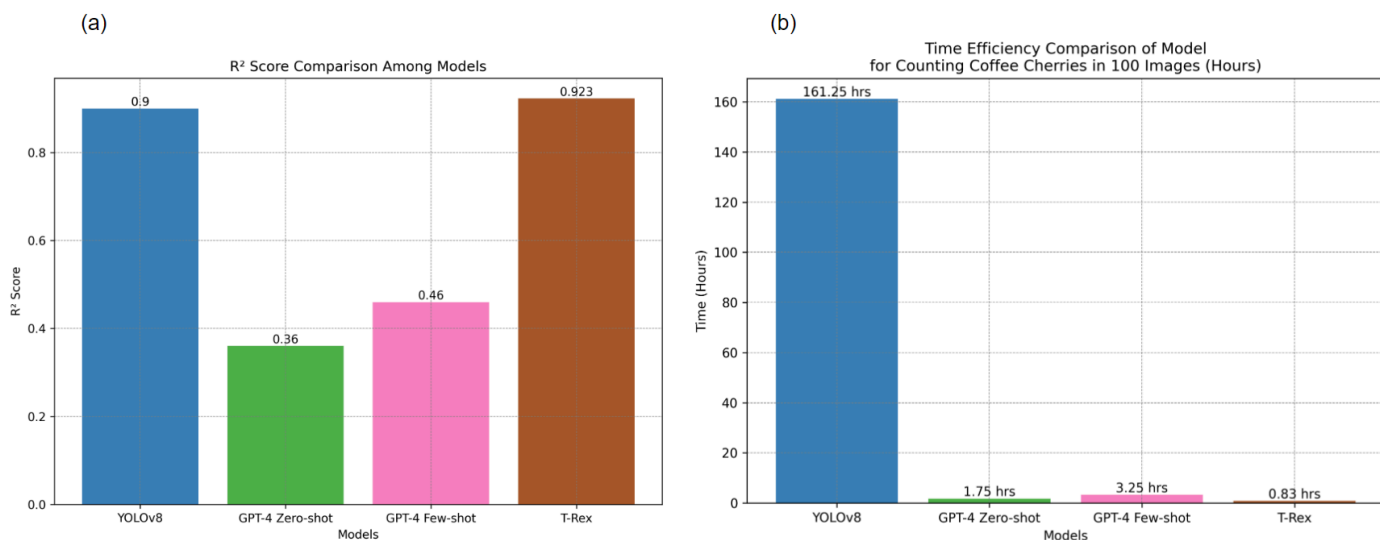 (a)
R² Score Comparison Among Models
0.9
0.36
0.46
0.923
0.8
0.6
0.4
0.2
0.0
R² Score
YOLOv8
GPT-4 Zero-shot
GPT-4 Few-shot
T-Rex
Models
(b)
Time Efficiency Comparison of Model
for Counting Coffee Cherries in 100 Images (Hours)
161.25 hrs
1.75 hrs
3.25 hrs
0.83 hrs
160
140
120
100
80
60
40
20
0
Time (Hours)
YOLOv8
GPT-4 Zero-shot
GPT-4 Few-shot
T-Rex
Models